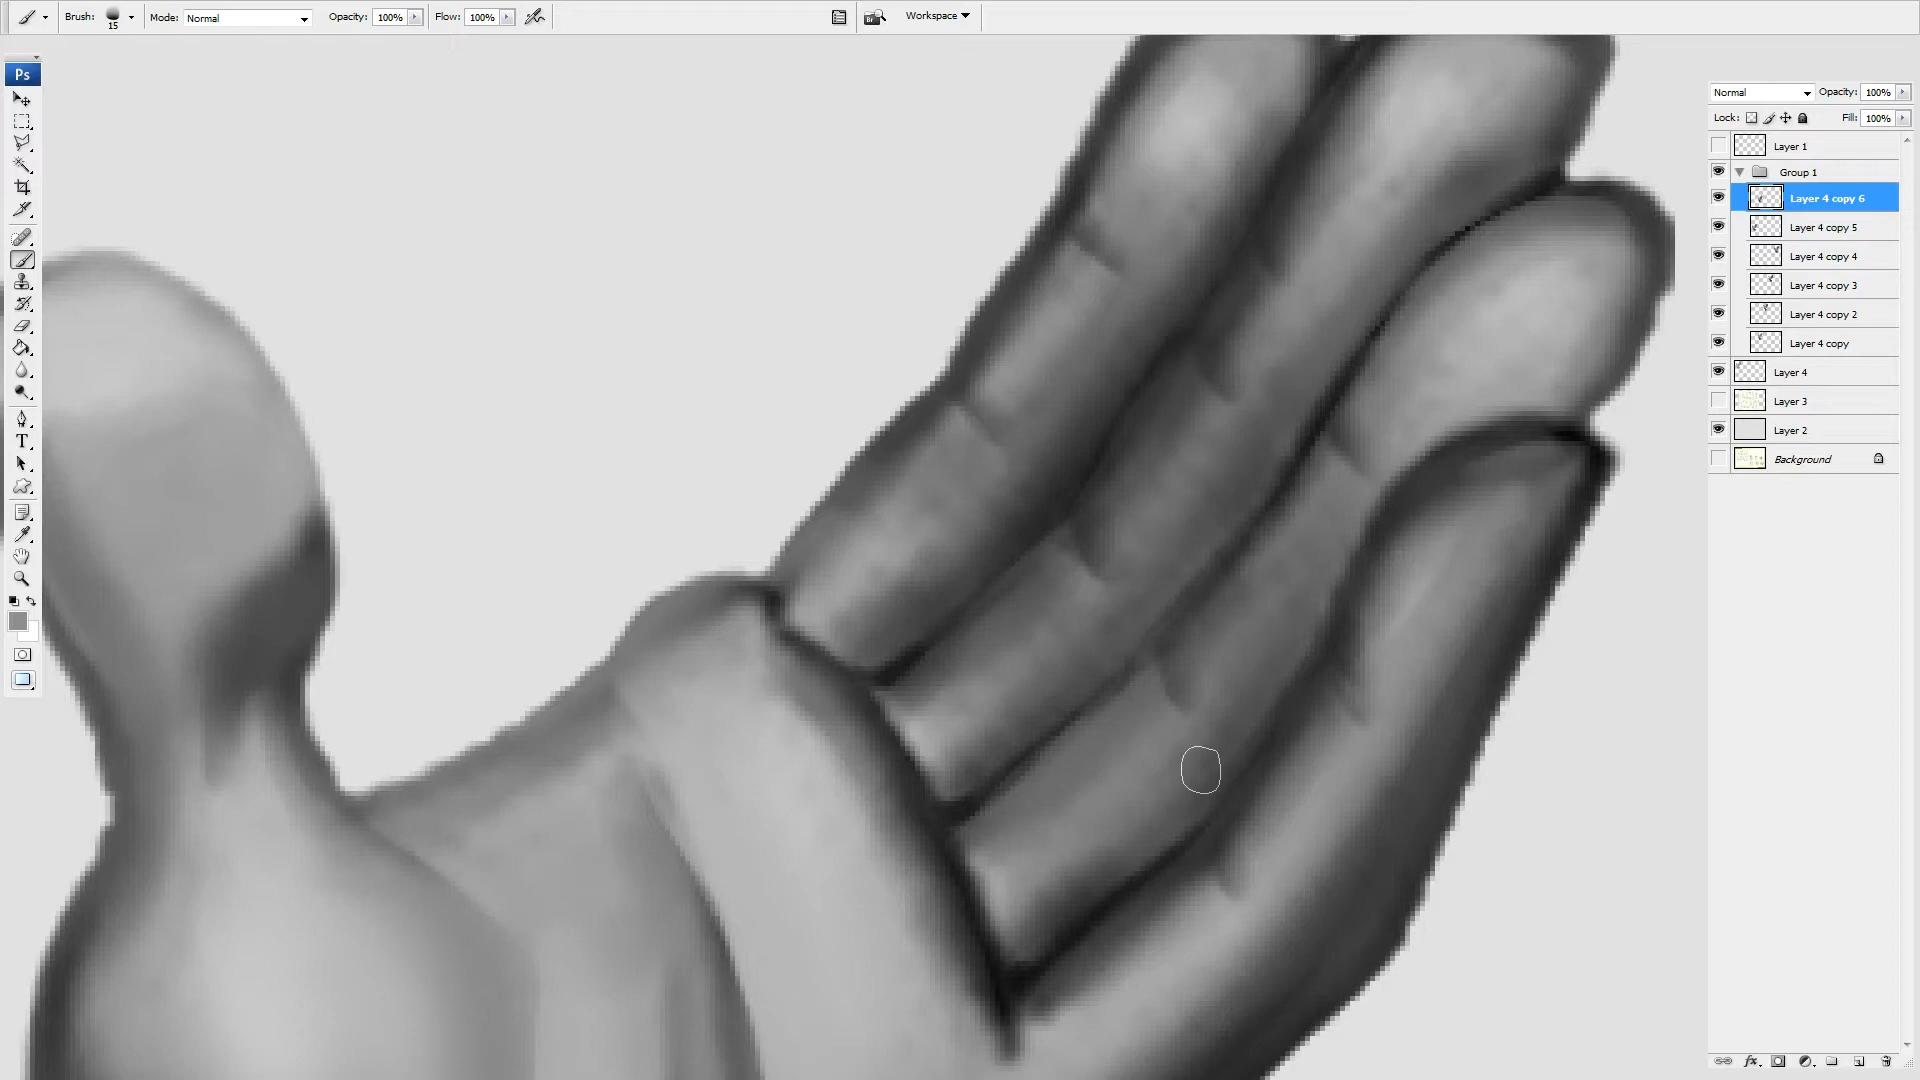 Brush: 15 Mode: Normal Opacity: 100% Flow: 100% Br Workspace
Ps
T
Normal Opacity: 100%
Lock: Fill: 100%
Layer 1
Group 1
Layer 4 copy 6
Layer 4 copy 5
Layer 4 copy 4
Layer 4 copy 3
Layer 4 copy 2
Layer 4 copy
Layer 4
Layer 3
Layer 2
Background
fx